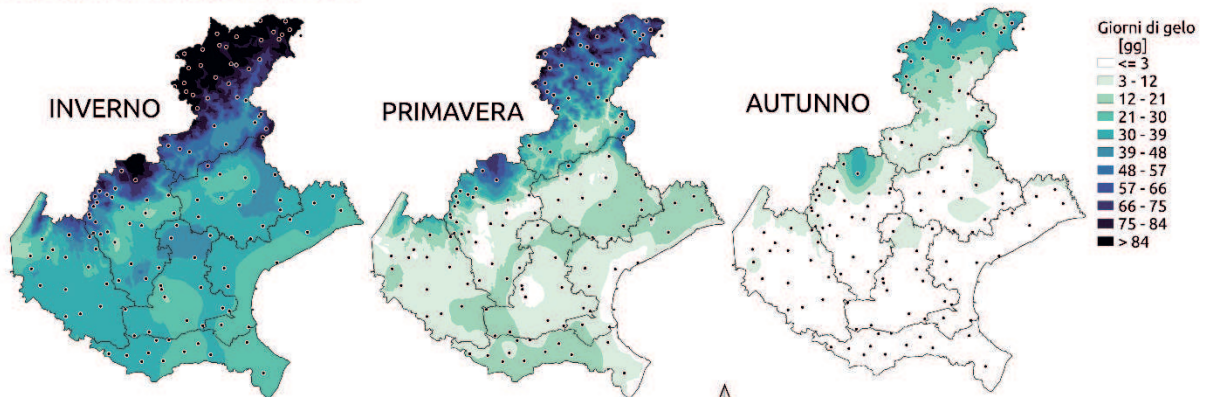 INVERNO
PRIMAVERA
AUTUNNO
Giorni di gelo
[gg]
<= 3
3 - 12
12 - 21
21 - 30
30 - 39
39 - 48
48 - 57
57 - 66
66 - 75
75 - 84
> 84